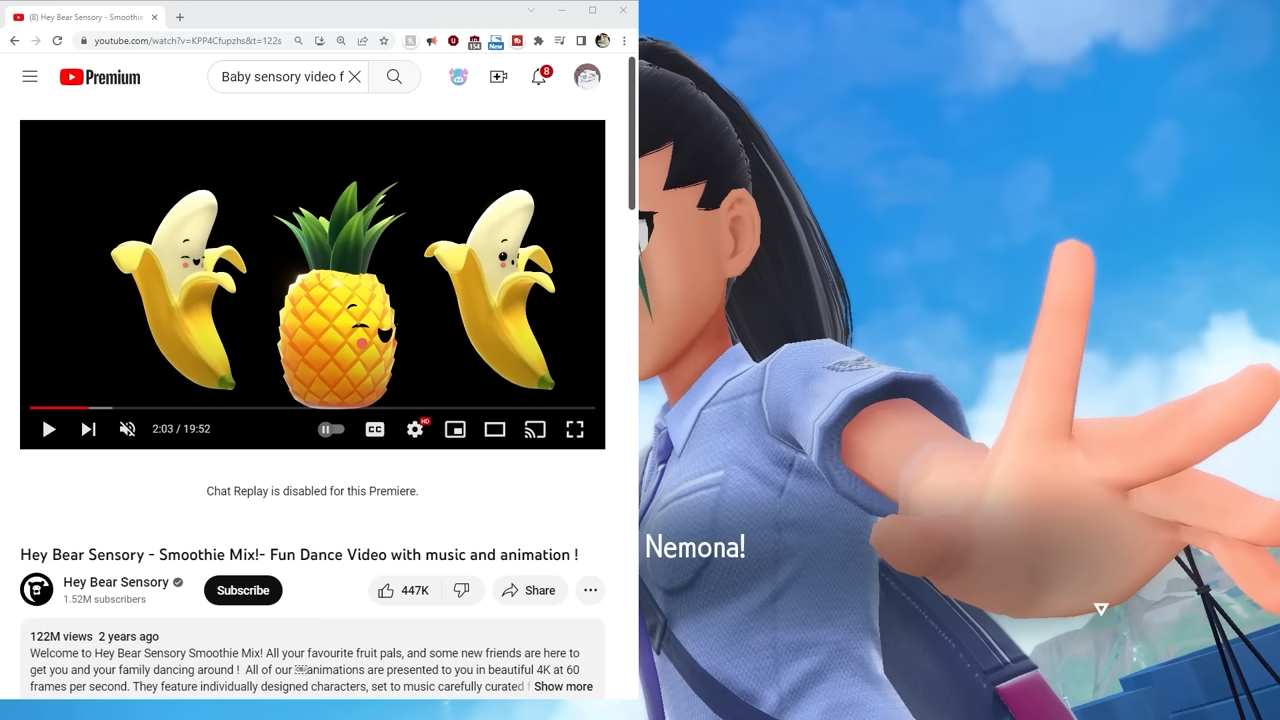 (8) Hey Bear Sensory - Smoothie
youtube.com/watch?v=KPP4Cfupzhs&t=122s
154
New
Premium
Baby sensory video f
8
2:03 / 19:52
CC
HD
Chat Replay is disabled for this Premiere.
Hey Bear Sensory - Smoothie Mix!- Fun Dance Video with music and animation !
Hey Bear Sensory
1.52M subscribers
Subscribe
447K
Share
122M views 2 years ago
Welcome to Hey Bear Sensory Smoothie Mix! All your favourite fruit pals, and some new friends are here to
get you and your family dancing around ! All of our animations are presented to you in beautiful 4K at 60
frames per second. They feature individually designed characters, set to music carefully curated f Show more
Nemona!